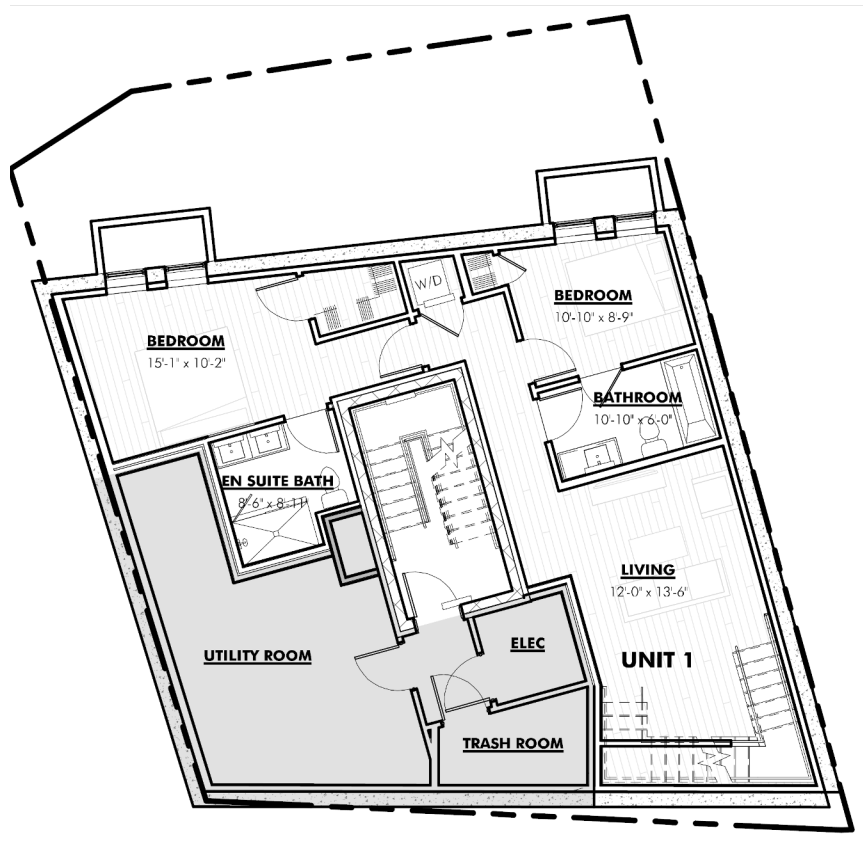 W/D
BEDROOM
10'-10" x 8'-9"
BEDROOM
15'-1" x 10'-2"
BATHROOM
10'-10" x 6'-0"
EN SUITE BATH
8'-6" x 8'-11"
LIVING
12'-0" x 13'-6"
UTILITY ROOM
ELEC
UNIT 1
TRASH ROOM